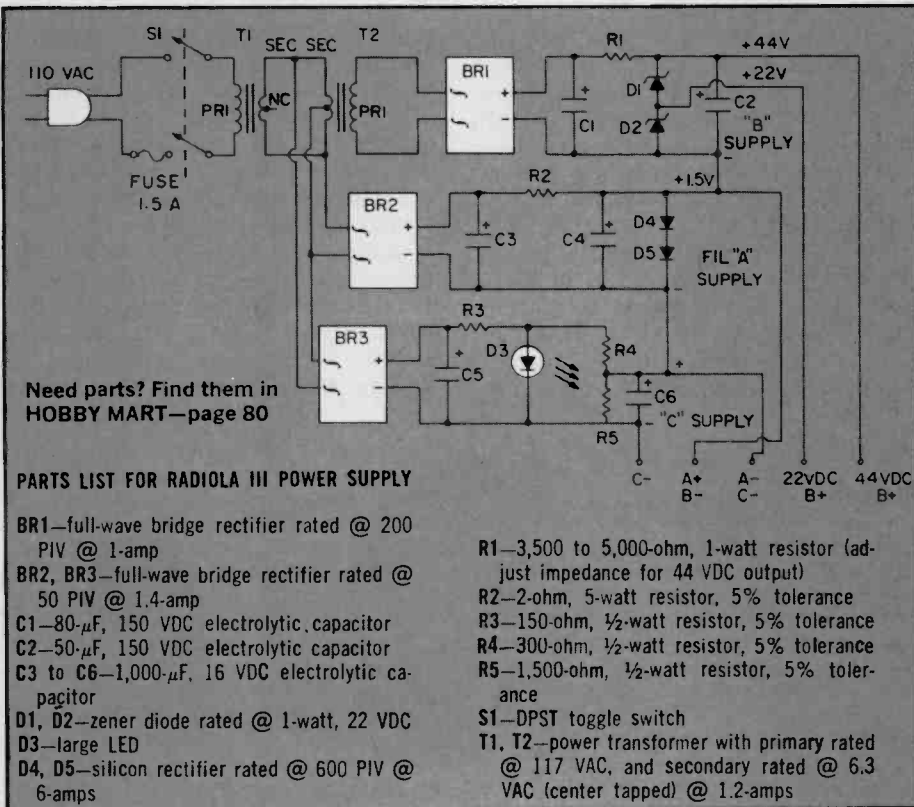 S1
T1
SEC
SEC
T2
110 VAC
PRI
NC
PRI
FUSE
1.5 A
BR1
+
−
C1
+
R1
D1
D2
+44V
+22V
+
C2
"B"
SUPPLY
−
BR2
+
−
C3
+
R2
C4
+
+1.5V
D4
D5
FIL "A"
SUPPLY
−
BR3
+
−
C5
+
R3
D3
R4
R5
+
+
C6
−
"C" SUPPLY
C−
A+
B−
A−
C−
22VDC
B+
44VDC
B+
Need parts? Find them in
HOBBY MART—page 80
PARTS LIST FOR RADIOLA III POWER SUPPLY
BR1—full-wave bridge rectifier rated @ 200
PIV @ 1-amp
BR2, BR3—full-wave bridge rectifier rated @
50 PIV @ 1.4-amp
C1—80-µF, 150 VDC electrolytic capacitor
C2—50-µF, 150 VDC electrolytic capacitor
C3 to C6—1,000-µF, 16 VDC electrolytic ca-
pacitor
D1, D2—zener diode rated @ 1-watt, 22 VDC
D3—large LED
D4, D5—silicon rectifier rated @ 600 PIV @
6-amps
R1—3,500 to 5,000-ohm, 1-watt resistor (ad-
just impedance for 44 VDC output)
R2—2-ohm, 5-watt resistor, 5% tolerance
R3—150-ohm, ½-watt resistor, 5% tolerance
R4—300-ohm, ½-watt resistor, 5% tolerance
R5—1,500-ohm, ½-watt resistor, 5% toler-
ance
S1—DPST toggle switch
T1, T2—power transformer with primary rated
@ 117 VAC, and secondary rated @ 6.3
VAC (center tapped) @ 1.2-amps